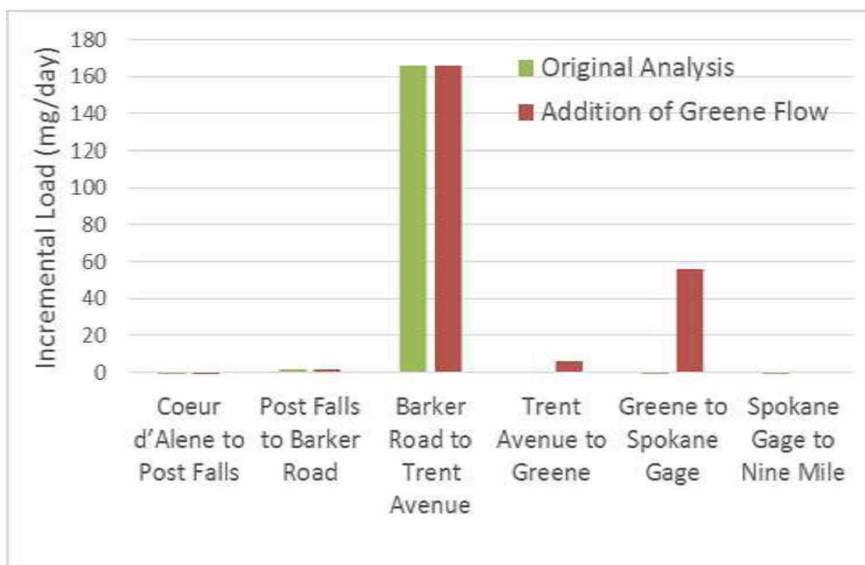 180
160
140
120
100
80
60
40
20
0
Incremental Load (mg/day)
Original Analysis
Addition of Greene Flow
Coeur
d'Alene to
Post Falls
Post Falls
to Barker
Road
Barker
Road to
Trent
Avenue
Trent
Avenue to
Greene
Greene to
Spokane
Gage
Spokane
Gage to
Nine Mile